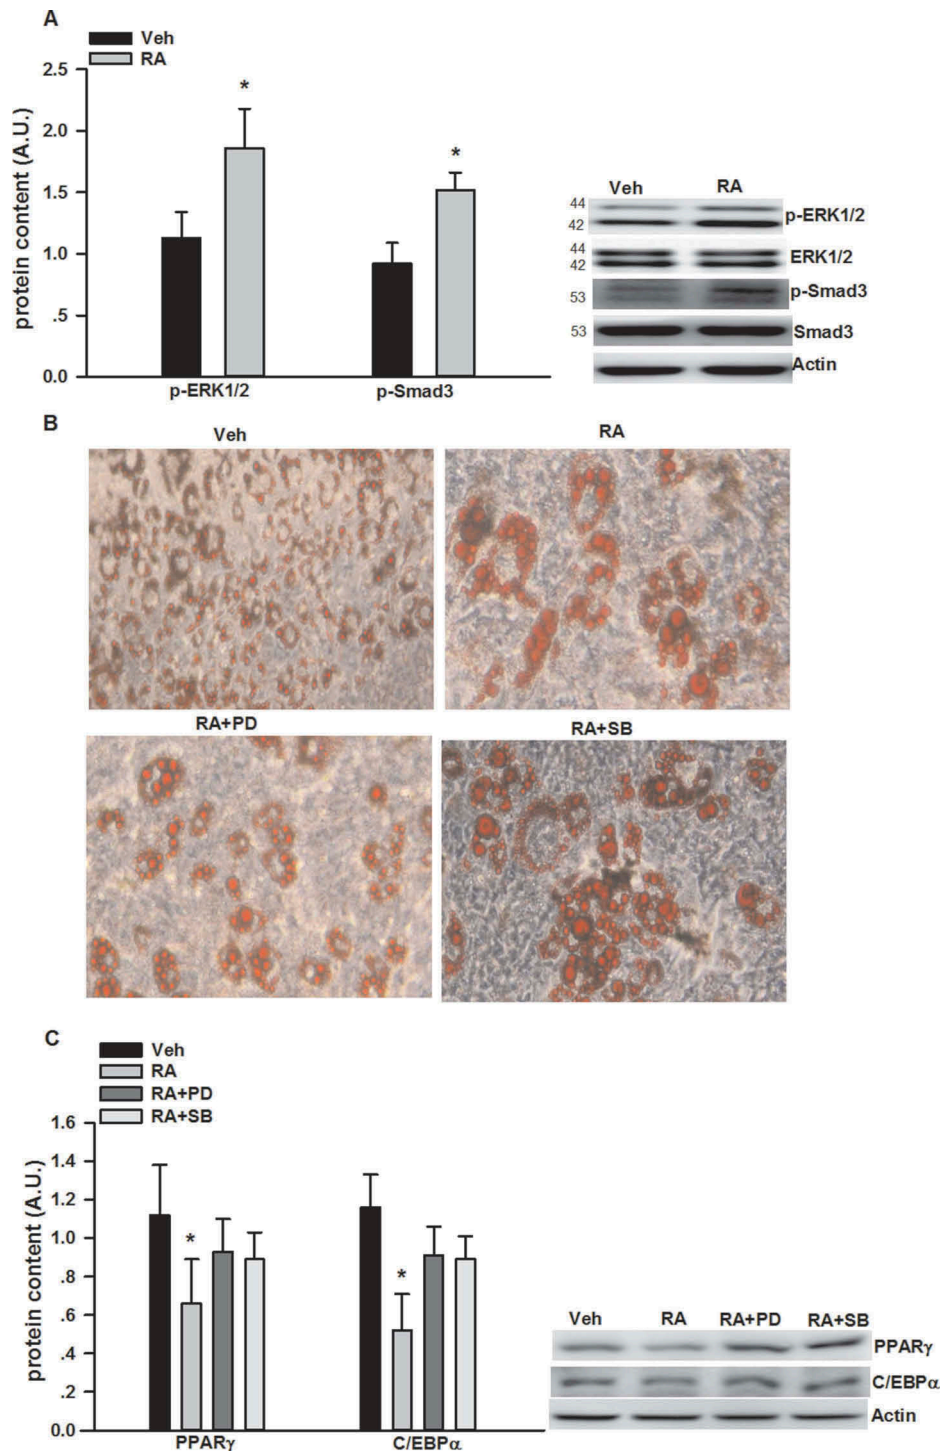 A
Veh
RA
2.5
2.0
1.5
1.0
.5
0.0
protein content (A.U.)
*
*
p-ERK1/2
p-Smad3
Veh RA
44
42
p-ERK1/2
44
42
ERK1/2
53
p-Smad3
53
Smad3
Actin
B
Veh
RA
RA+PD
RA+SB
C
Veh
RA
RA+PD
RA+SB
1.6
1.4
1.2
1.0
.8
.6
.4
.2
0.0
protein content (A.U.)
*
*
PPARγ
C/EBPα
Veh RA RA+PD RA+SB
PPARγ
C/EBPα
Actin